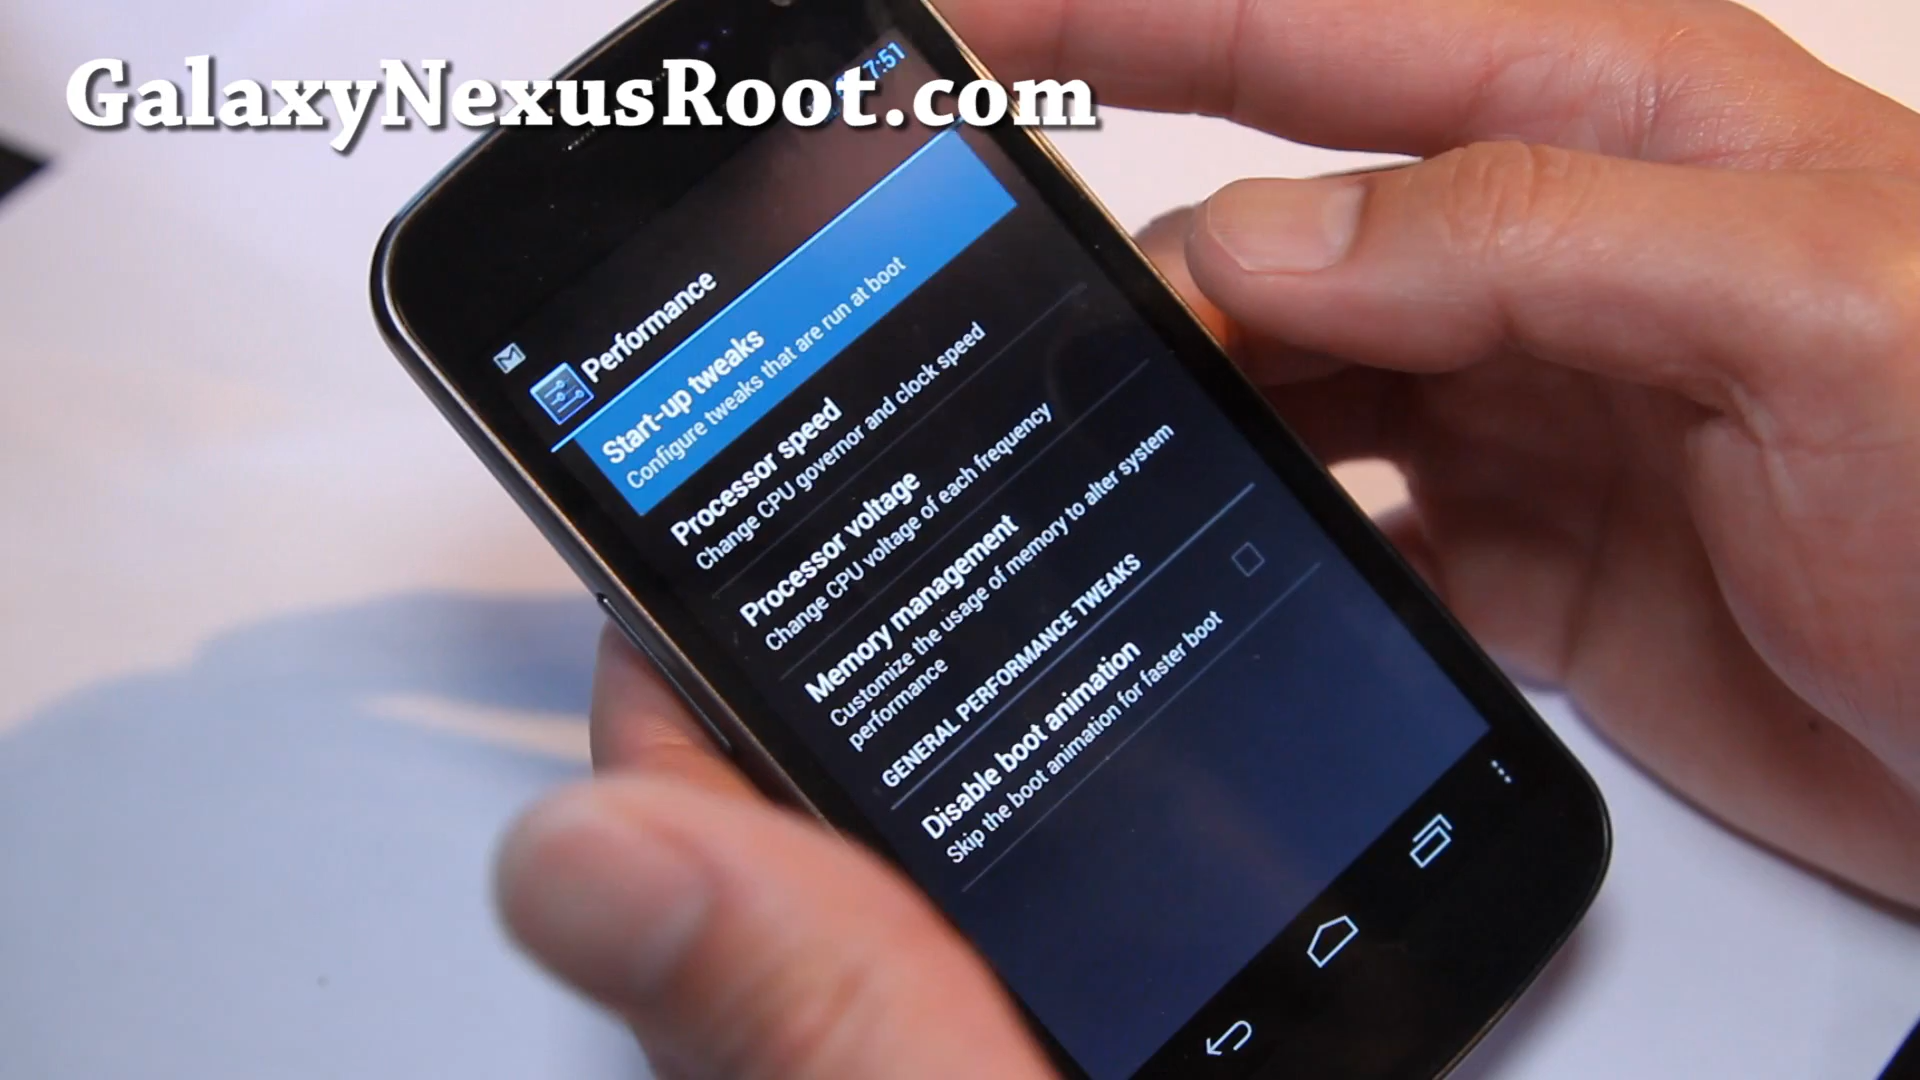 GalaxyNexusRoot.com
7:51
Performance
Start-up tweaks
Configure tweaks that are run at boot
Processor speed
Change CPU governor and clock speed
Processor voltage
Change CPU voltage of each frequency
Memory management
Customize the usage of memory to alter system
performance
GENERAL PERFORMANCE TWEAKS
Disable boot animation
Skip the boot animation for faster boot